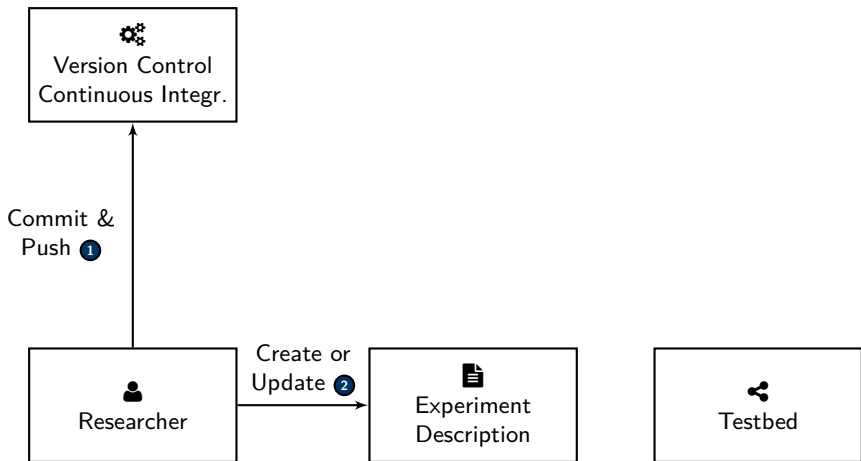 Version Control
Continuous Integr.
Commit &
Push 1
Create or
Update 2
Researcher
Experiment
Description
Testbed